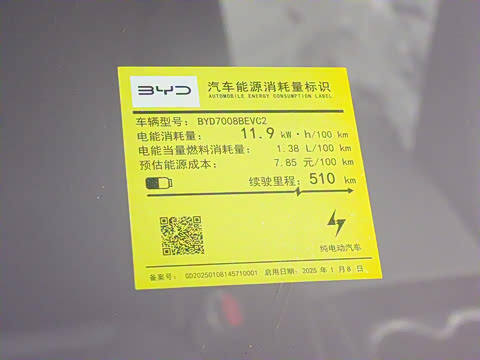 BYD 汽车能源消耗量标识
AUTOMOBILE ENERGY CONSUMPTION LABEL
车辆型号: BYD7008BEVC2
电能消耗量: 11.9 kW·h/100 km
电能当量燃料消耗量: 1.38 L/100 km
预估能源成本: 7.85 元/100 km
续驶里程: 510 km
纯电动汽车
备案号: GD20250108145710001 启用日期: 2025 年 1 月 8 日